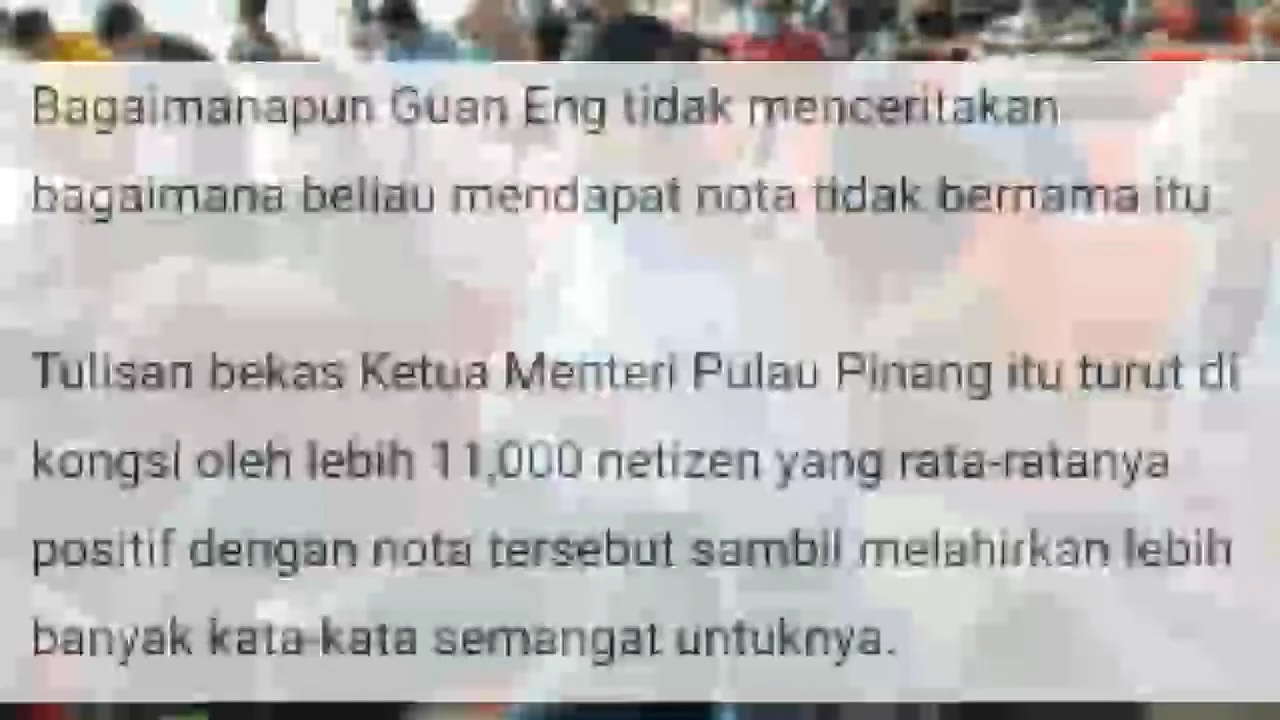 Bagaimanapun Guan Eng tidak menceritakan
bagaimana beliau mendapat nota tidak bernama itu
Tulisan bekas Ketua Menteri Pulau Pinang itu turut di
kongsi oleh lebih 11,000 netizen yang rata-ratanya
positif dengan nota tersebut sambil melahirkan lebih
banyak kata-kata semangat untuknya.